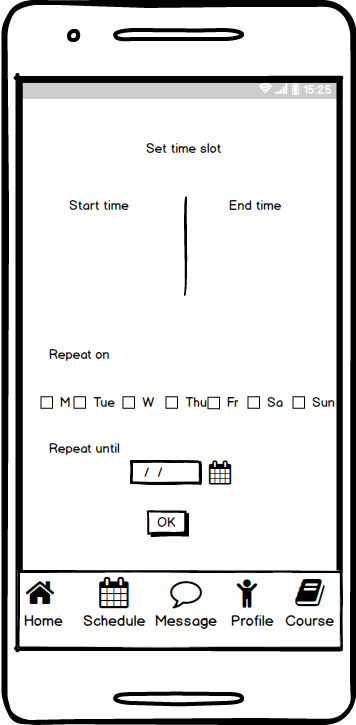 15:25
Set time slot
Start time End time
Repeat on
M Tue W Thu Fr Sa Sun
Repeat until
/ /
OK
Home Schedule Message Profile Course